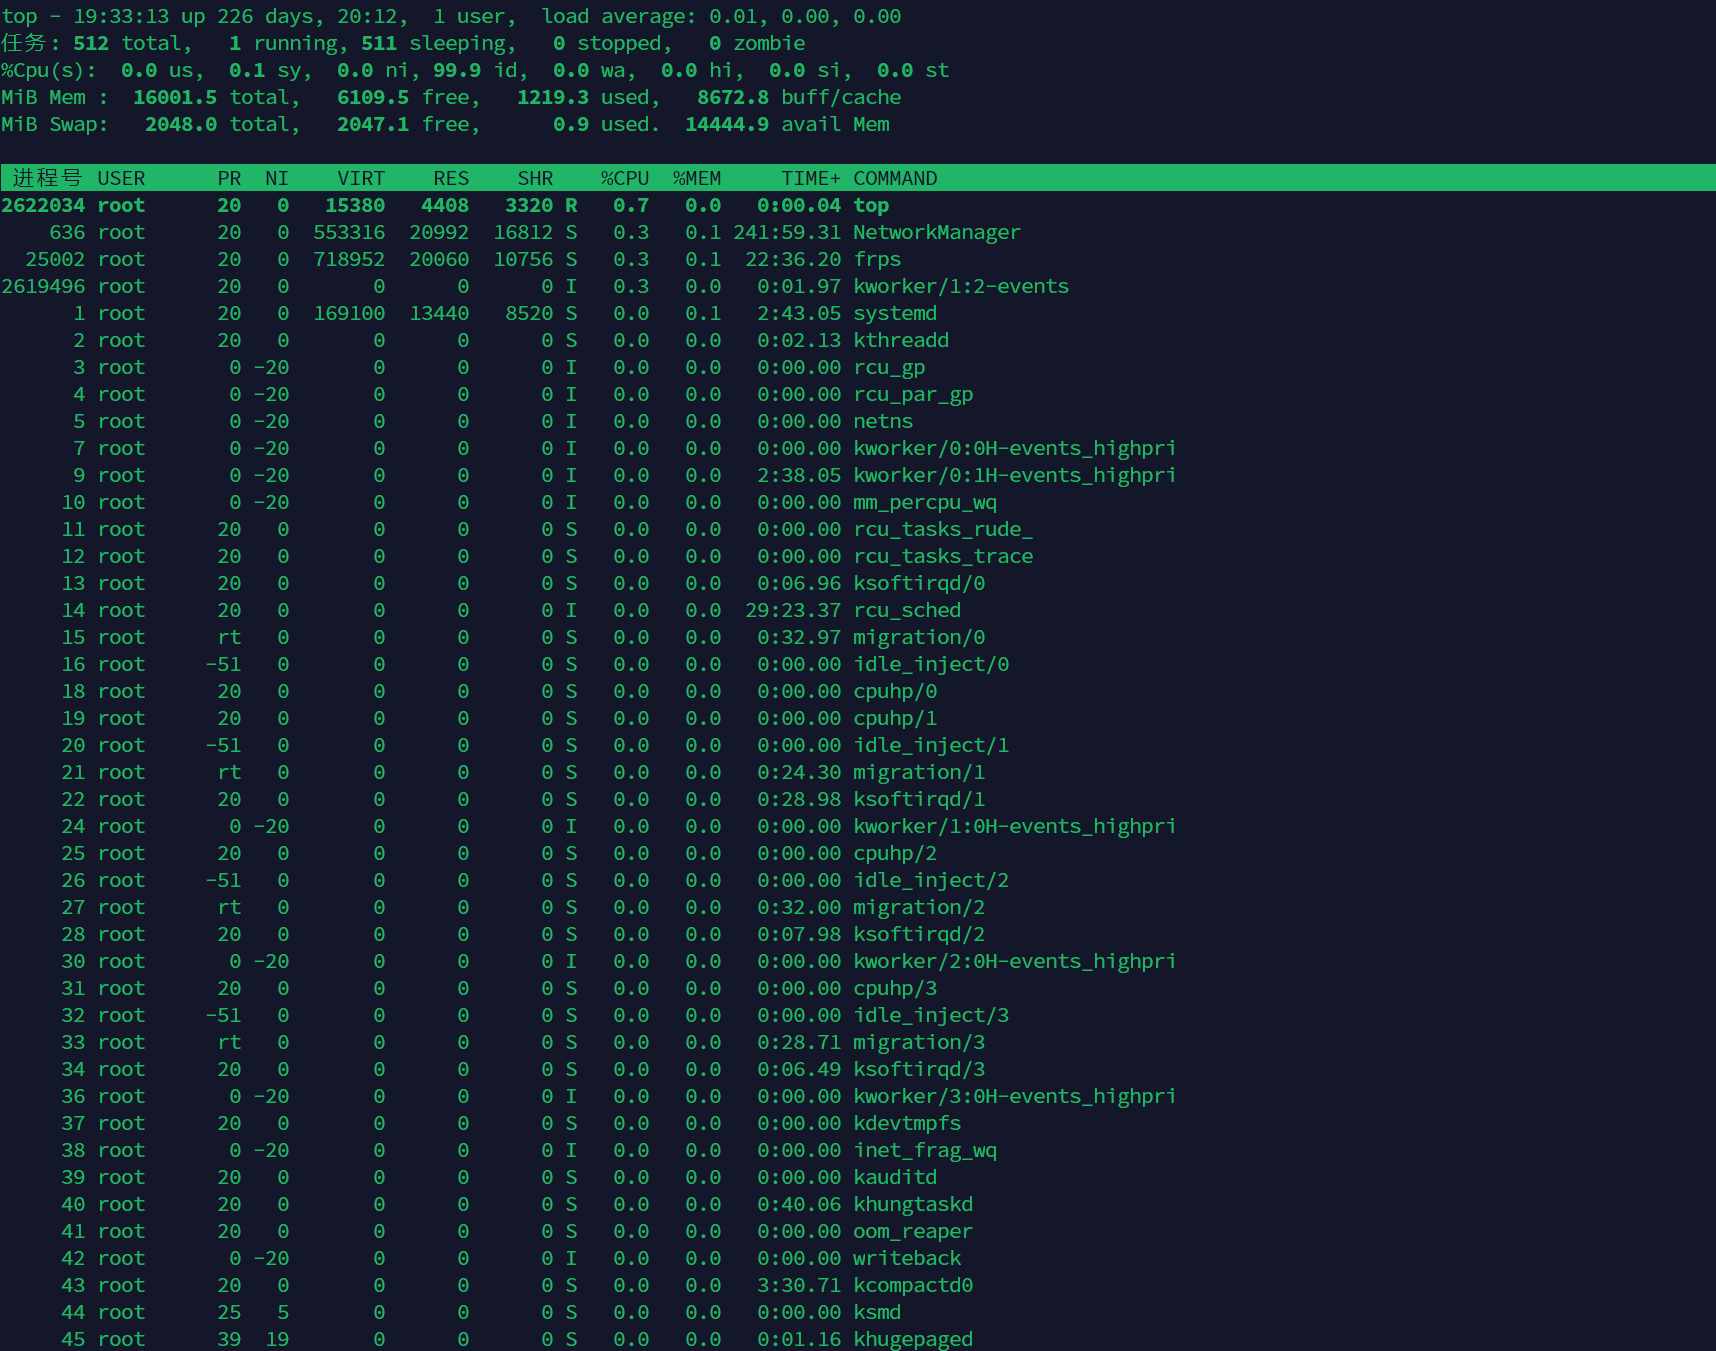 top - 19:33:13 up 226 days, 20:12,  1 user,  load average: 0.01, 0.00, 0.00
任务: 512 total,   1 running, 511 sleeping,   0 stopped,   0 zombie
%Cpu(s):  0.0 us,  0.1 sy,  0.0 ni, 99.9 id,  0.0 wa,  0.0 hi,  0.0 si,  0.0 st
MiB Mem :  16001.5 total,   6109.5 free,   1219.3 used,   8672.8 buff/cache
MiB Swap:   2048.0 total,   2047.1 free,      0.9 used.  14444.9 avail Mem
进程号 USER      PR  NI    VIRT    RES    SHR    %CPU  %MEM     TIME+ COMMAND
2622034 root      20   0   15380   4408   3320 R   0.7   0.0   0:00.04 top
636 root      20   0  553316  20992  16812 S   0.3   0.1 241:59.31 NetworkManager
25002 root      20   0  718952  20060  10756 S   0.3   0.1  22:36.20 frps
2619496 root      20   0       0      0      0 I   0.3   0.0   0:01.97 kworker/1:2-events
1 root      20   0  169100  13440   8520 S   0.0   0.1   2:43.05 systemd
2 root      20   0       0      0      0 S   0.0   0.0   0:02.13 kthreadd
3 root       0 -20       0      0      0 I   0.0   0.0   0:00.00 rcu_gp
4 root       0 -20       0      0      0 I   0.0   0.0   0:00.00 rcu_par_gp
5 root       0 -20       0      0      0 I   0.0   0.0   0:00.00 netns
7 root       0 -20       0      0      0 I   0.0   0.0   0:00.00 kworker/0:0H-events_highpri
9 root       0 -20       0      0      0 I   0.0   0.0   2:38.05 kworker/0:1H-events_highpri
10 root       0 -20       0      0      0 I   0.0   0.0   0:00.00 mm_percpu_wq
11 root      20   0       0      0      0 S   0.0   0.0   0:00.00 rcu_tasks_rude_
12 root      20   0       0      0      0 S   0.0   0.0   0:00.00 rcu_tasks_trace
13 root      20   0       0      0      0 S   0.0   0.0   0:06.96 ksoftirqd/0
14 root      20   0       0      0      0 I   0.0   0.0  29:23.37 rcu_sched
15 root      rt   0       0      0      0 S   0.0   0.0   0:32.97 migration/0
16 root     -51   0       0      0      0 S   0.0   0.0   0:00.00 idle_inject/0
18 root      20   0       0      0      0 S   0.0   0.0   0:00.00 cpuhp/0
19 root      20   0       0      0      0 S   0.0   0.0   0:00.00 cpuhp/1
20 root     -51   0       0      0      0 S   0.0   0.0   0:00.00 idle_inject/1
21 root      rt   0       0      0      0 S   0.0   0.0   0:24.30 migration/1
22 root      20   0       0      0      0 S   0.0   0.0   0:28.98 ksoftirqd/1
24 root       0 -20       0      0      0 I   0.0   0.0   0:00.00 kworker/1:0H-events_highpri
25 root      20   0       0      0      0 S   0.0   0.0   0:00.00 cpuhp/2
26 root     -51   0       0      0      0 S   0.0   0.0   0:00.00 idle_inject/2
27 root      rt   0       0      0      0 S   0.0   0.0   0:32.00 migration/2
28 root      20   0       0      0      0 S   0.0   0.0   0:07.98 ksoftirqd/2
30 root       0 -20       0      0      0 I   0.0   0.0   0:00.00 kworker/2:0H-events_highpri
31 root      20   0       0      0      0 S   0.0   0.0   0:00.00 cpuhp/3
32 root     -51   0       0      0      0 S   0.0   0.0   0:00.00 idle_inject/3
33 root      rt   0       0      0      0 S   0.0   0.0   0:28.71 migration/3
34 root      20   0       0      0      0 S   0.0   0.0   0:06.49 ksoftirqd/3
36 root       0 -20       0      0      0 I   0.0   0.0   0:00.00 kworker/3:0H-events_highpri
37 root      20   0       0      0      0 S   0.0   0.0   0:00.00 kdevtmpfs
38 root       0 -20       0      0      0 I   0.0   0.0   0:00.00 inet_frag_wq
39 root      20   0       0      0      0 S   0.0   0.0   0:00.00 kauditd
40 root      20   0       0      0      0 S   0.0   0.0   0:40.06 khungtaskd
41 root      20   0       0      0      0 S   0.0   0.0   0:00.00 oom_reaper
42 root       0 -20       0      0      0 I   0.0   0.0   0:00.00 writeback
43 root      20   0       0      0      0 S   0.0   0.0   3:30.71 kcompactd0
44 root      25   5       0      0      0 S   0.0   0.0   0:00.00 ksmd
45 root      39  19       0      0      0 S   0.0   0.0   0:01.16 khugepaged